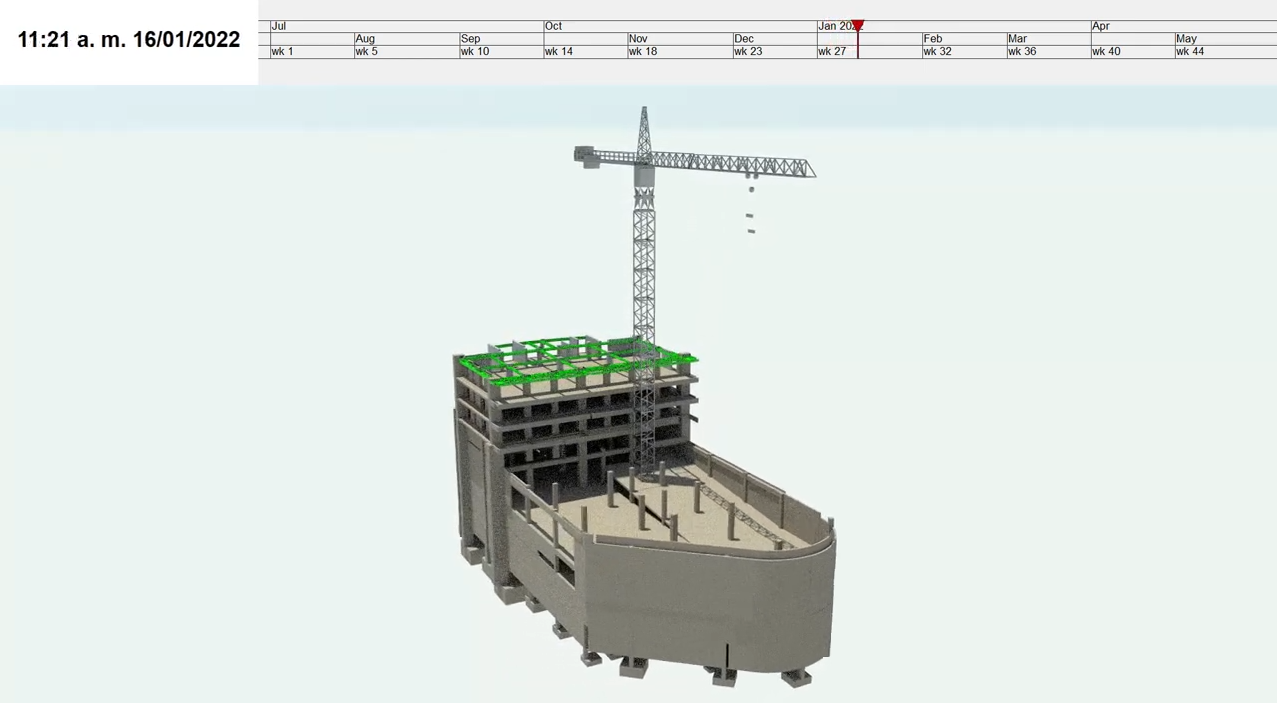 11:21 a. m. 16/01/2022
Jul Oct Jan 202 Apr
Aug Sep Nov Dec Feb Mar May
wk 1 wk 5 wk 10 wk 14 wk 18 wk 23 wk 27 wk 32 wk 36 wk 40 wk 44